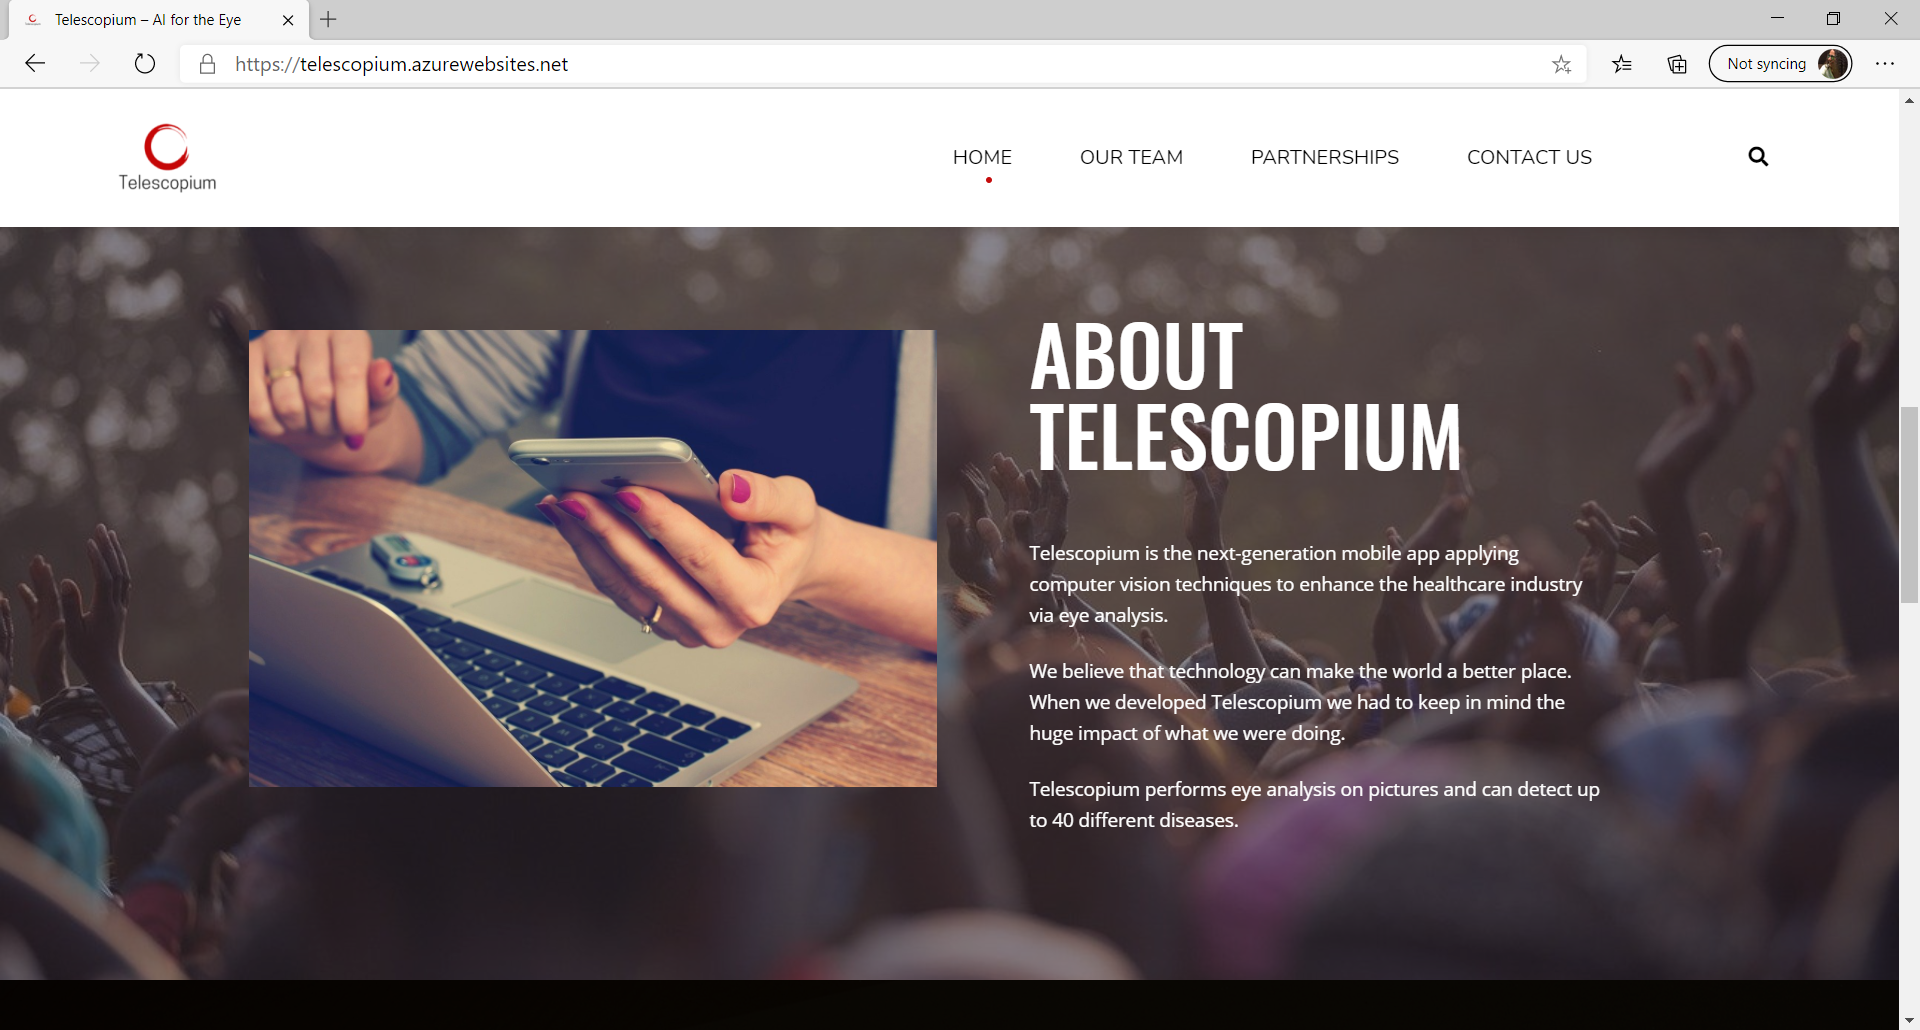 Telescopium – AI for the Eye
https://telescopium.azurewebsites.net
Not syncing
Telescopium
HOME
OUR TEAM
PARTNERSHIPS
CONTACT US
ABOUT
TELESCOPIUM
Telescopium is the next-generation mobile app applying
computer vision techniques to enhance the healthcare industry
via eye analysis.
We believe that technology can make the world a better place.
When we developed Telescopium we had to keep in mind the
huge impact of what we were doing.
Telescopium performs eye analysis on pictures and can detect up
to 40 different diseases.